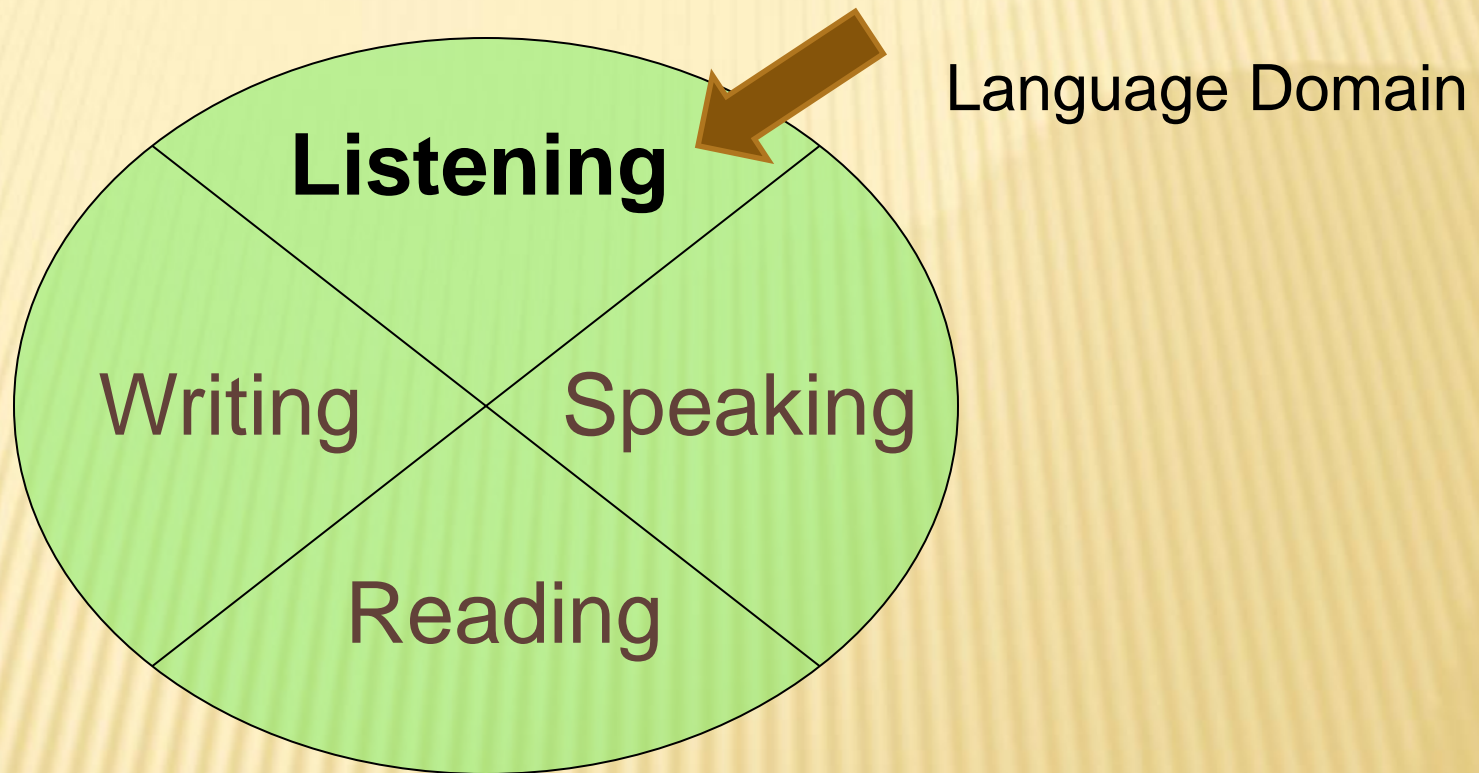 Language Domain
Listening
Writing
Speaking
Reading